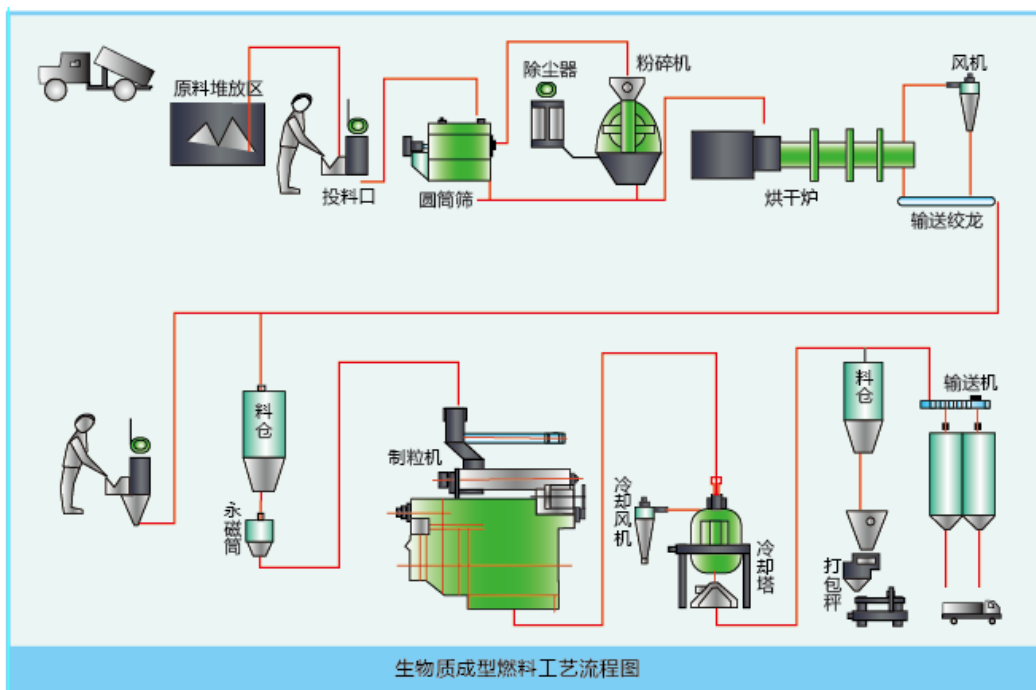 原料堆放区
投料口
圆筒筛
除尘器
粉碎机
烘干炉
风机
输送绞龙
料仓
永磁筒
制粒机
冷却风机
冷却塔
料仓
打包秤
输送机
生物质成型燃料工艺流程图